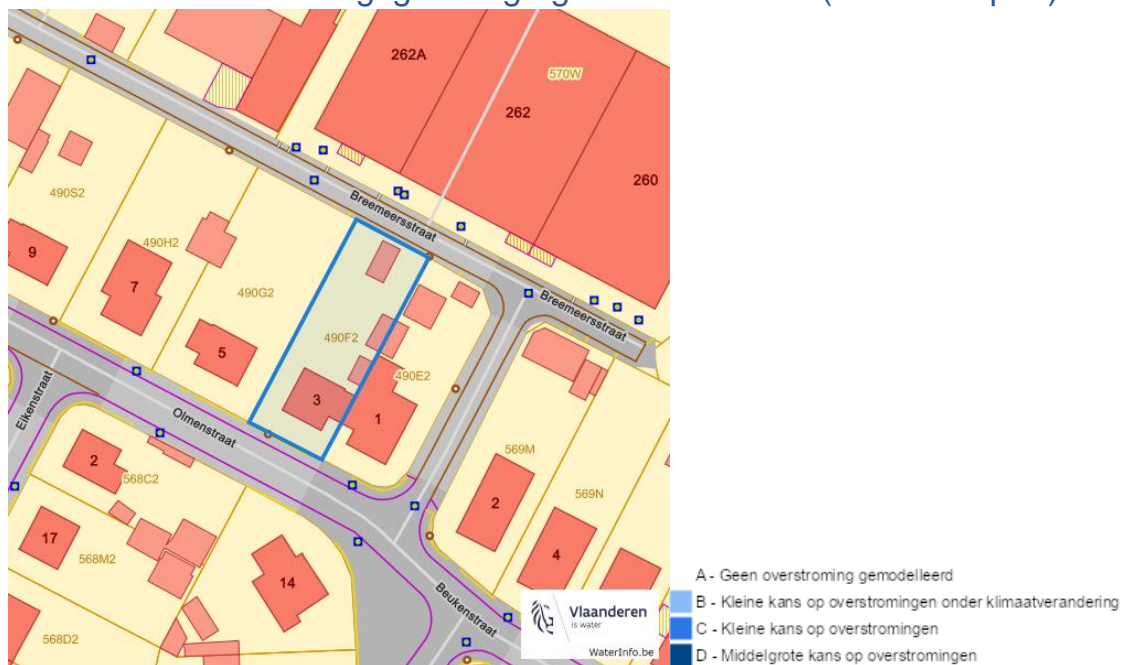 262A
570W
262
260
490S2
9
490H2
7
490G2
5
Breemeersstraat
Breemeersstraat
490F2
3
490E2
1
Eikenstraat
Olmenstraat
2
568C2
17
568M2
14
568D2
569M
2
569N
4
Beukenstraat
Vlaanderen
is water
WaterInfo.be
A - Geen overstroming gemodelleerd
B - Kleine kans op overstromingen onder klimaatverandering
C - Kleine kans op overstromingen
D - Middelgrote kans op overstromingen